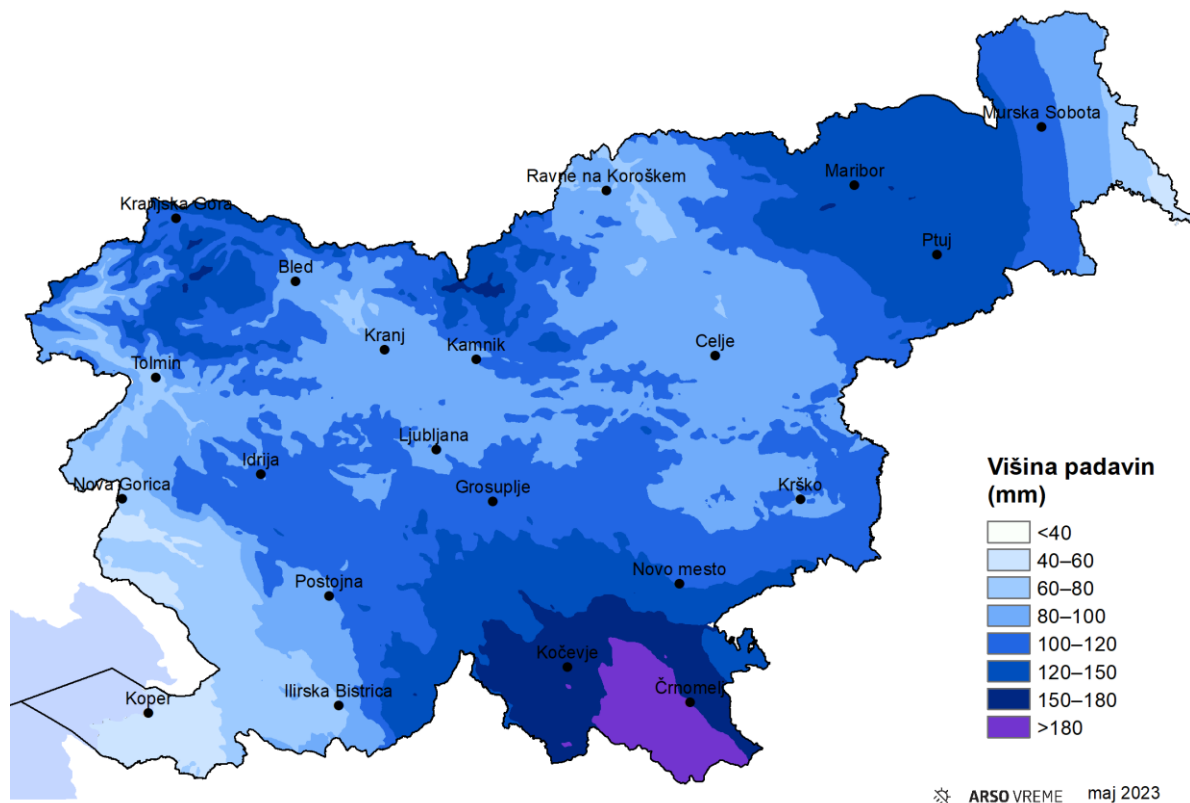 Murska Sobota
Ravne na Koroškem
Maribor
Kranjska Gora
Ptuj
Bled
Kranj
Kamnik
Celje
Tolmin
Ljubljana
Idrija
Nova Gorica
Grosuplje
Krško
Postojna
Novo mesto
Kočevje
Črnomelj
Koper
Ilirska Bistrica
Višina padavin
(mm)
<40
40–60
60–80
80–100
100–120
120–150
150–180
>180
ARSO VREME maj 2023